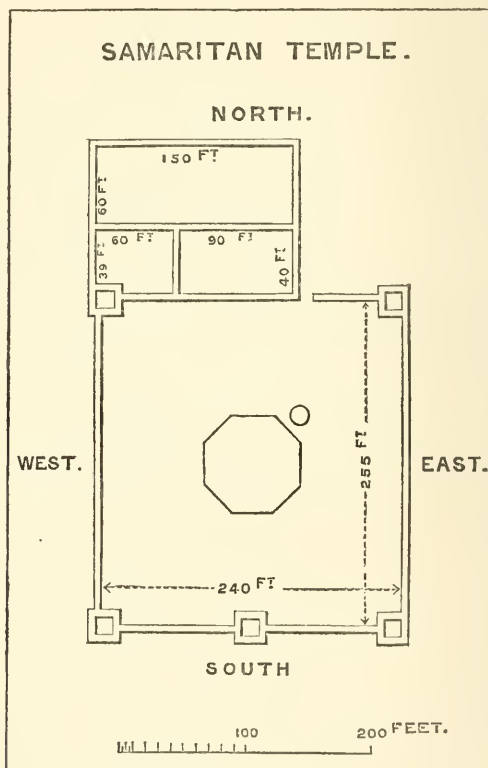 SAMARITAN TEMPLE.
NORTH.
150 FT
60 FT
60 FT
90 FT
39 FT
40 FT
WEST.
255 FT
EAST.
240 FT
SOUTH
100
200 FEET.